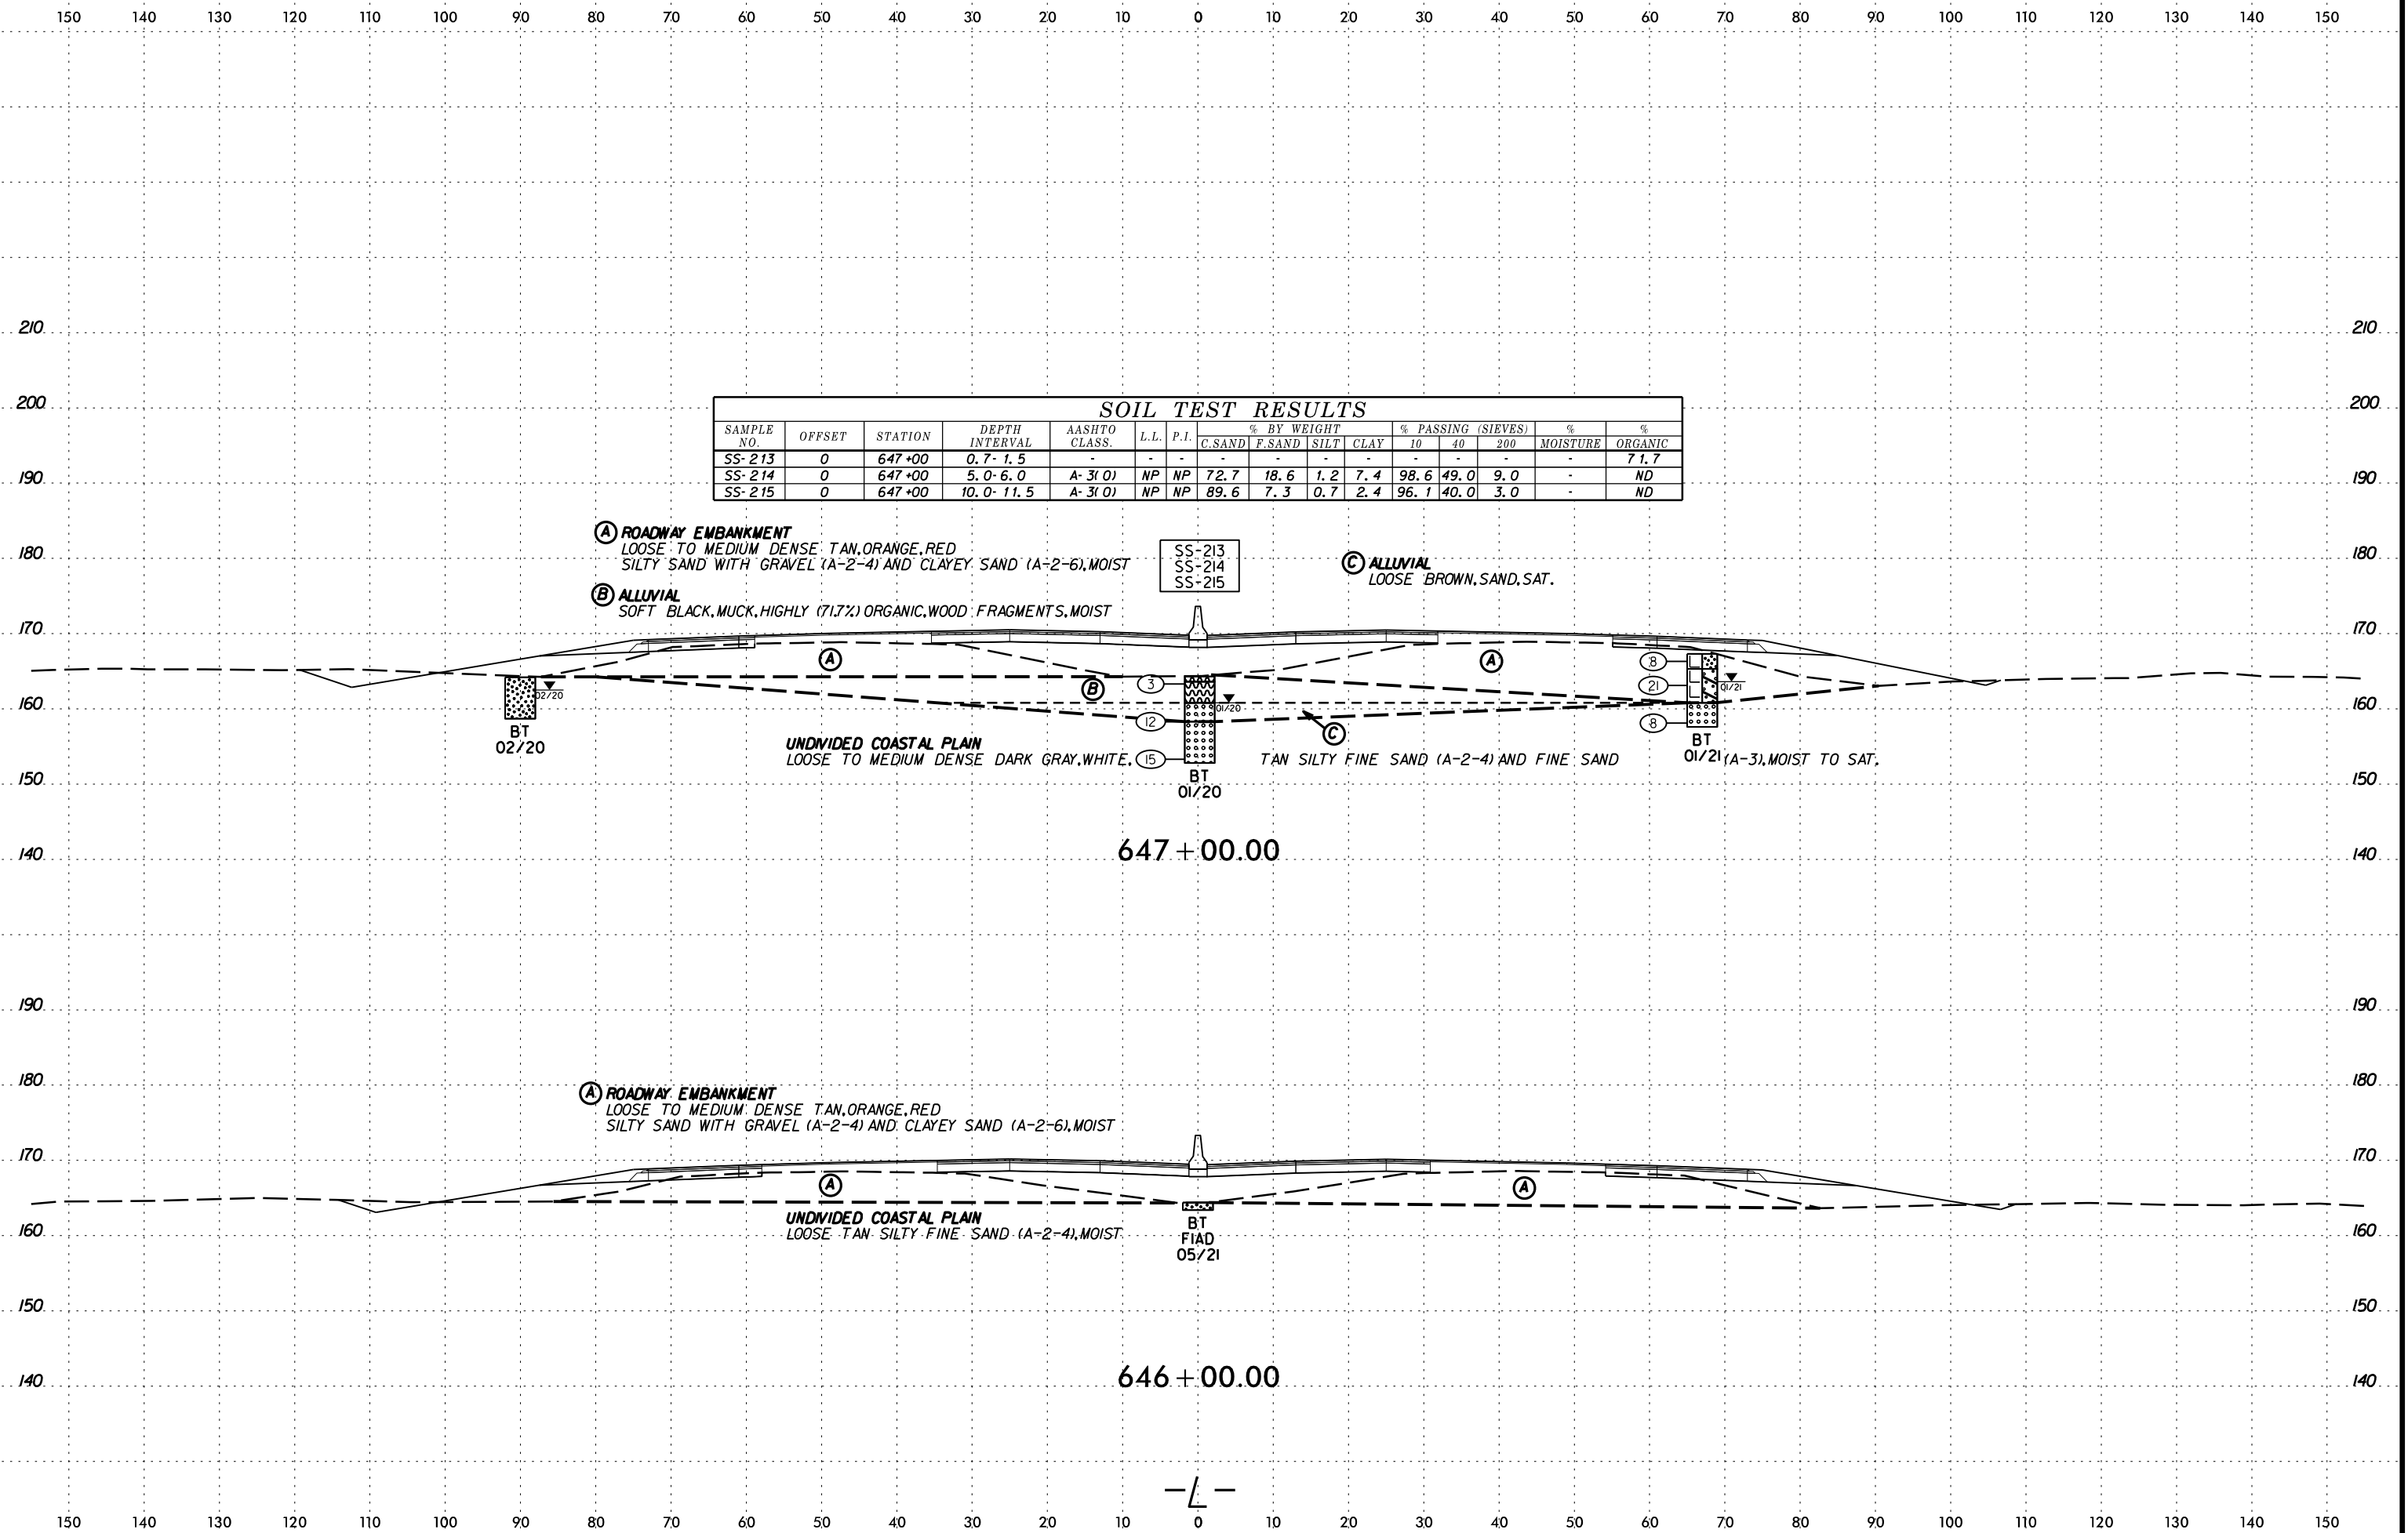 150 140 130 120 110 100 90 80 70 60 50 40 30 20 10 0 10 20 30 40 50 60 70 80 90 100 110 120 130 140 150
210 210
200 200
SOIL TEST RESULTS
SAMPLE NO. OFFSET STATION DEPTH INTERVAL AASHTO CLASS. L.L. P.I. % BY WEIGHT % PASSING (SIEVES) % MOISTURE % ORGANIC
C.SAND F.SAND SILT CLAY 10 40 200
SS-213 0 647+00 0.7-1.5 - - - - - - - - - - - 71.7
SS-214 0 647+00 5.0-6.0 A-3(0) NP NP 72.7 18.6 1.2 7.4 98.6 49.0 9.0 - ND
SS-215 0 647+00 10.0-11.5 A-3(0) NP NP 89.6 7.3 0.7 2.4 96.1 40.0 3.0 - ND
190 190
A ROADWAY EMBANKMENT
LOOSE TO MEDIUM DENSE TAN,ORANGE,RED
SILTY SAND WITH GRAVEL (A-2-4) AND CLAYEY SAND (A-2-6),MOIST
180 180
SS-213
SS-214
SS-215
C ALLUVIAL
LOOSE BROWN,SAND,SAT.
B ALLUVIAL
SOFT BLACK,MUCK,HIGHLY (71.7%) ORGANIC,WOOD FRAGMENTS,MOIST
170 170
A A
8
B 3 21
02/20 01/20 01/21
160 160
12 C 8
BT
02/20
UNDIVIDED COASTAL PLAIN
LOOSE TO MEDIUM DENSE DARK GRAY,WHITE, 15 TAN SILTY FINE SAND (A-2-4) AND FINE SAND (A-3),MOIST TO SAT.
BT
01/21
BT
01/20
150 150
647+00.00
140 140
190 190
180 180
A ROADWAY EMBANKMENT
LOOSE TO MEDIUM DENSE TAN,ORANGE,RED
SILTY SAND WITH GRAVEL (A-2-4) AND CLAYEY SAND (A-2-6),MOIST
170 170
A A
UNDIVIDED COASTAL PLAIN
LOOSE TAN SILTY FINE SAND (A-2-4),MOIST
BT
FIAD
05/21
160 160
150 150
646+00.00
140 140
-L-
150 140 130 120 110 100 90 80 70 60 50 40 30 20 10 0 10 20 30 40 50 60 70 80 90 100 110 120 130 140 150